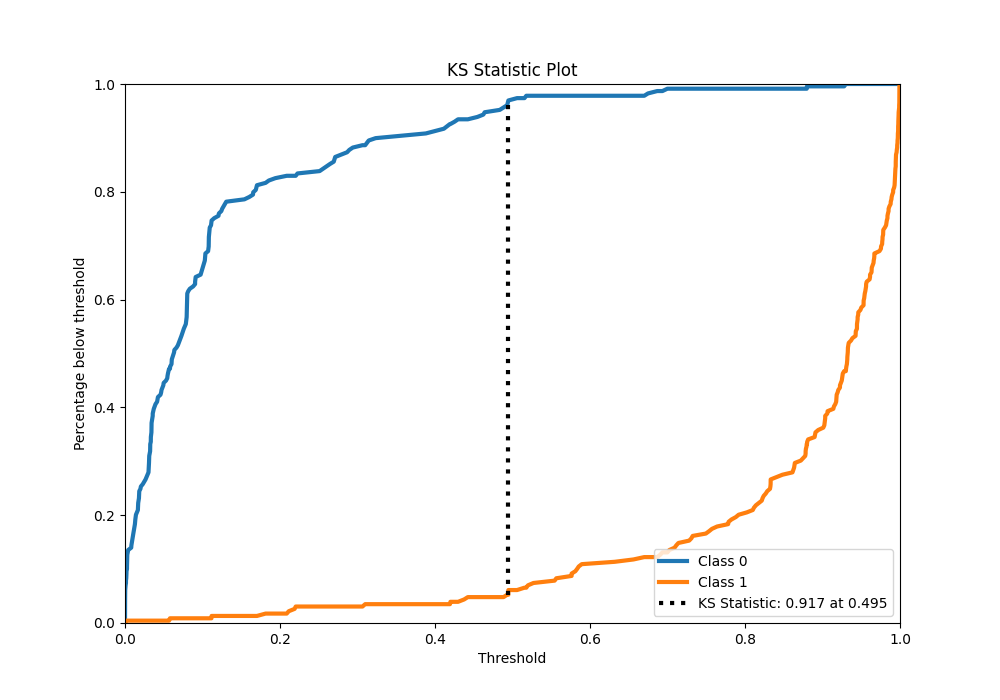 KS Statistic Plot
Percentage below threshold
1.0
0.8
0.6
0.4
0.2
0.0
0.0 0.2 0.4 0.6 0.8 1.0
Threshold
Class 0
Class 1
KS Statistic: 0.917 at 0.495